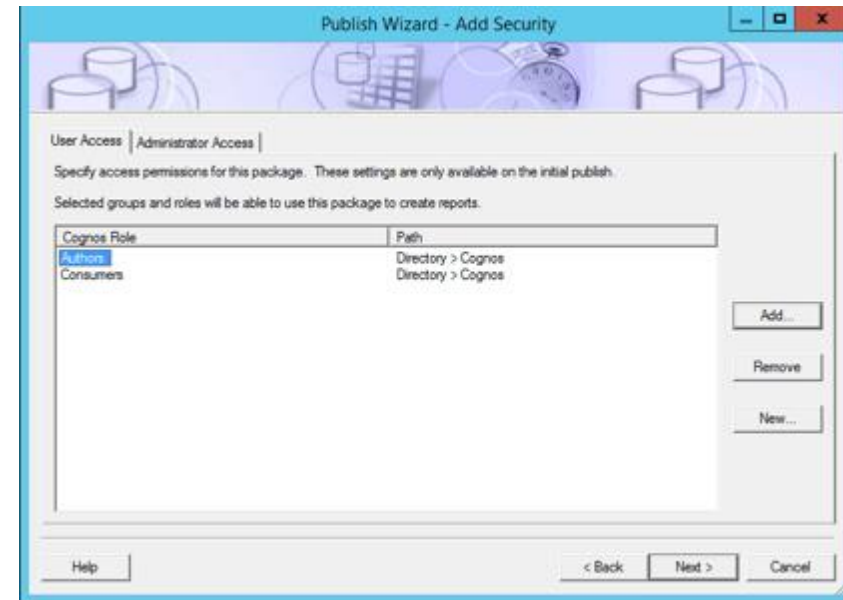 Publish Wizard - Add Security
User Access
Administrator Access
Specify access permissions for this package. These settings are only available on the initial publish.
Selected groups and roles will be able to use this package to create reports.
Cognos Role Path
Authors Directory > Cognos
Consumers Directory > Cognos
Add...
Remove
New...
Help < Back Next > Cancel